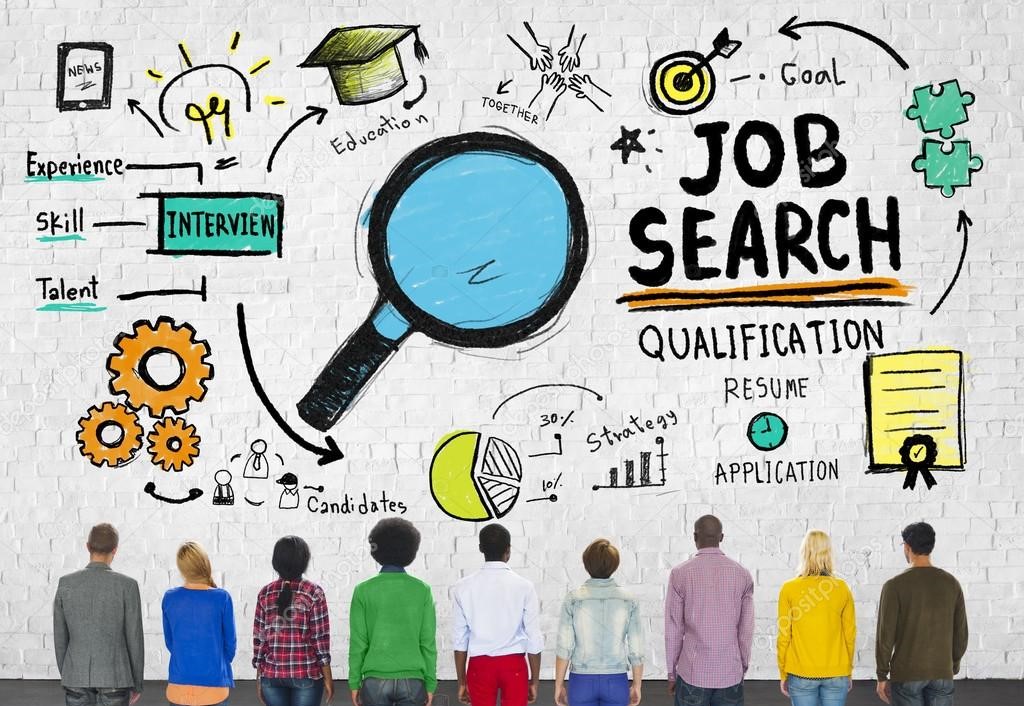 NEWS
Education
TOGETHER
Goal
JOB
SEARCH
Experience
Skill
INTERVIEW
Talent
QUALIFICATION
RESUME
APPLICATION
30%
Strategy
10%
Candidates